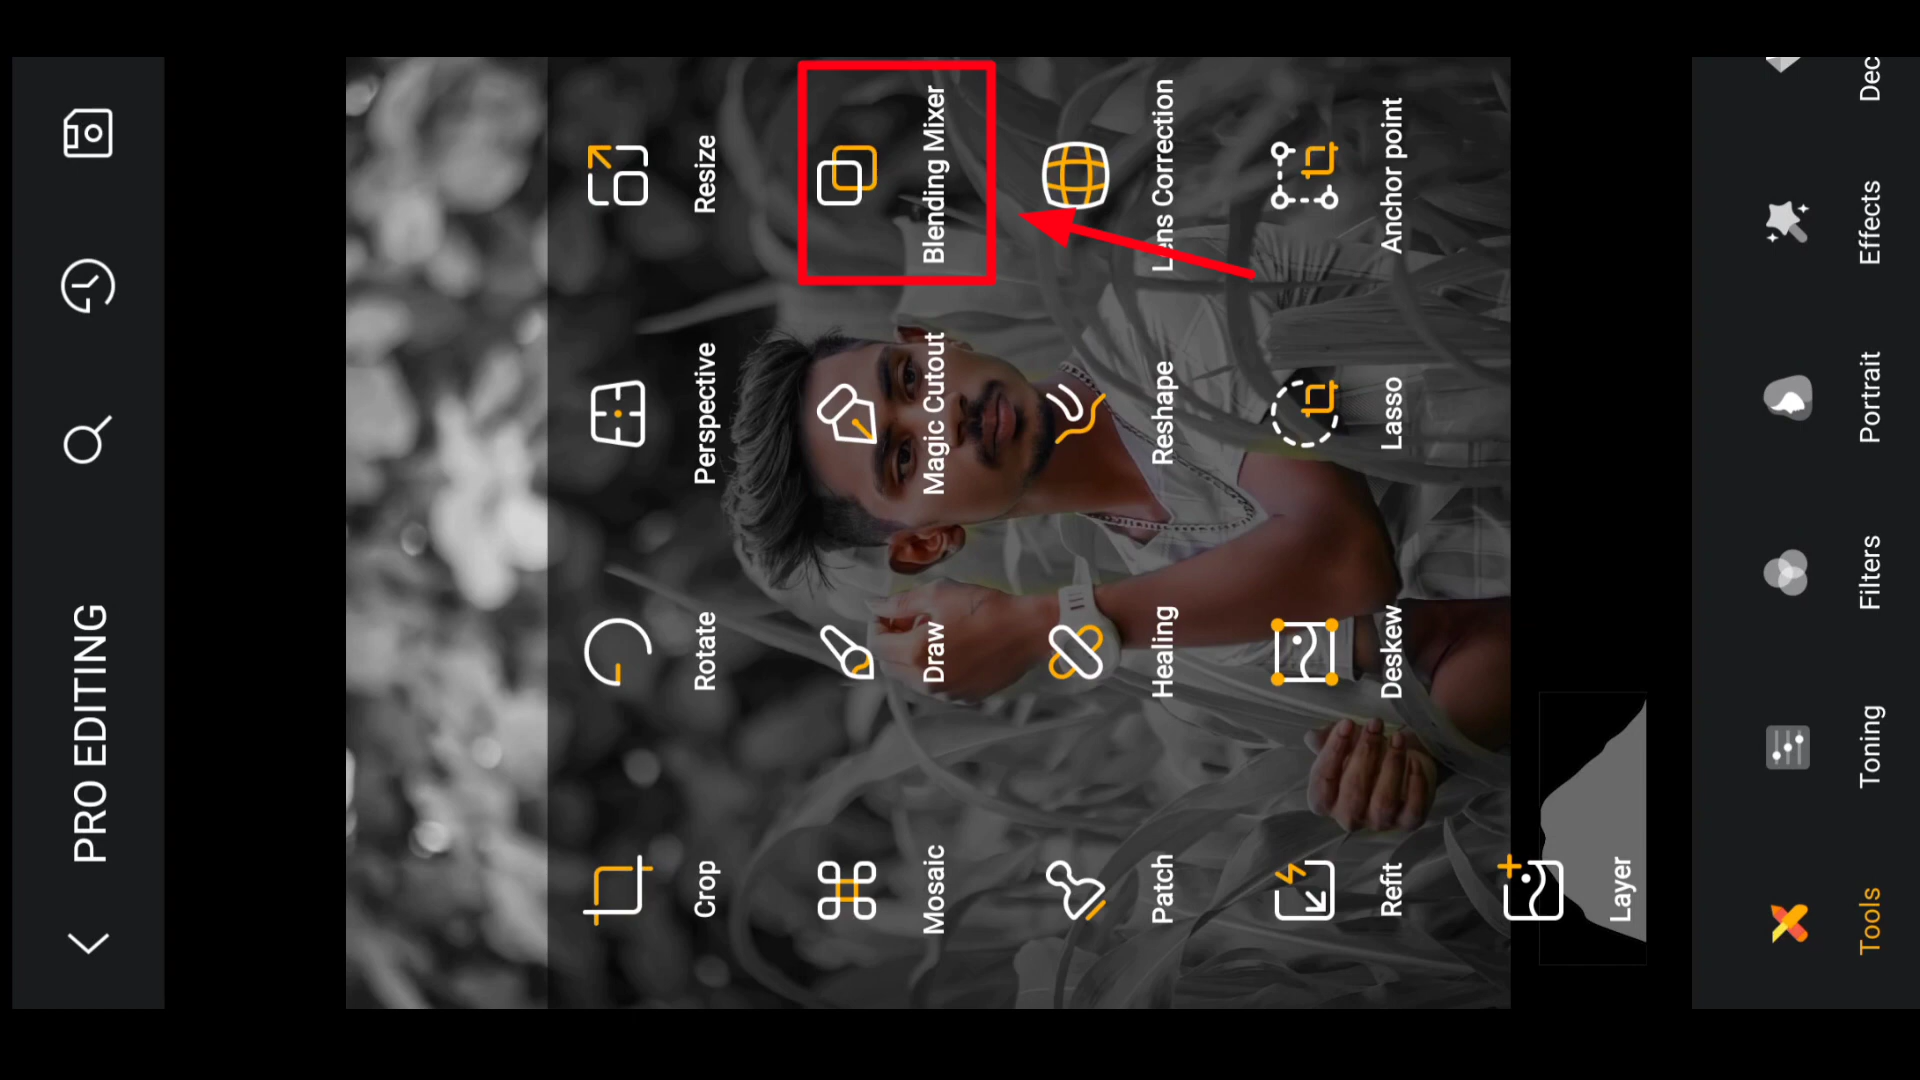 PRO EDITING
Crop
Rotate
Perspective
Resize
Mosaic
Draw
Magic Cutout
Blending Mixer
Patch
Healing
Reshape
Lens Correction
Refit
Deskew
Lasso
Anchor point
Layer
Tools
Toning
Filters
Portrait
Effects
Dec